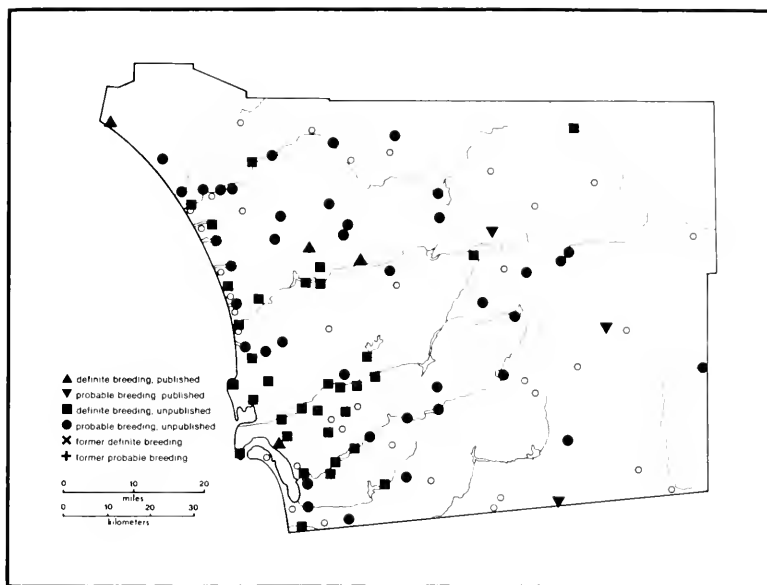 definite breeding, published
probable breeding published
definite breeding, unpublished
probable breeding, unpublished
former definite breeding
former probable breeding
0 20
miles
0 10 20 30
kilometers